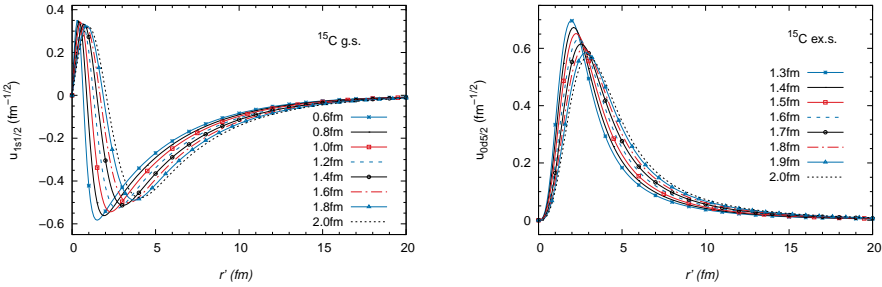 0.4
0.2
0
−0.2
−0.4
−0.6
u1s1/2 (fm−1/2)
15C g.s.
0.6fm
0.8fm
1.0fm
1.2fm
1.4fm
1.6fm
1.8fm
2.0fm
0 5 10 15 20
r' (fm)
0.6
0.4
0.2
0
u0d5/2 (fm−1/2)
15C ex.s.
1.3fm
1.4fm
1.5fm
1.6fm
1.7fm
1.8fm
1.9fm
2.0fm
0 5 10 15 20
r' (fm)